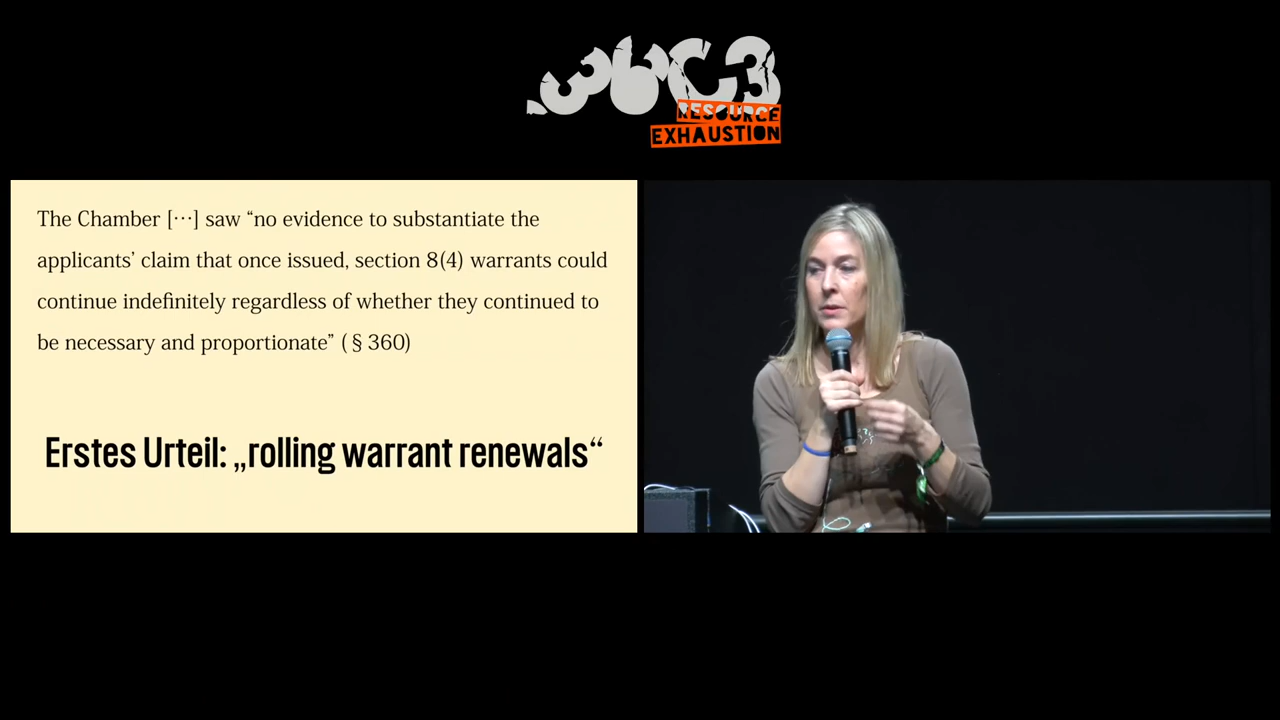 36C3
RESOURCE
EXHAUSTION
The Chamber [⋯] saw “no evidence to substantiate the
applicants’ claim that once issued, section 8(4) warrants could
continue indefinitely regardless of whether they continued to
be necessary and proportionate” (§ 360)
Erstes Urteil: „rolling warrant renewals“